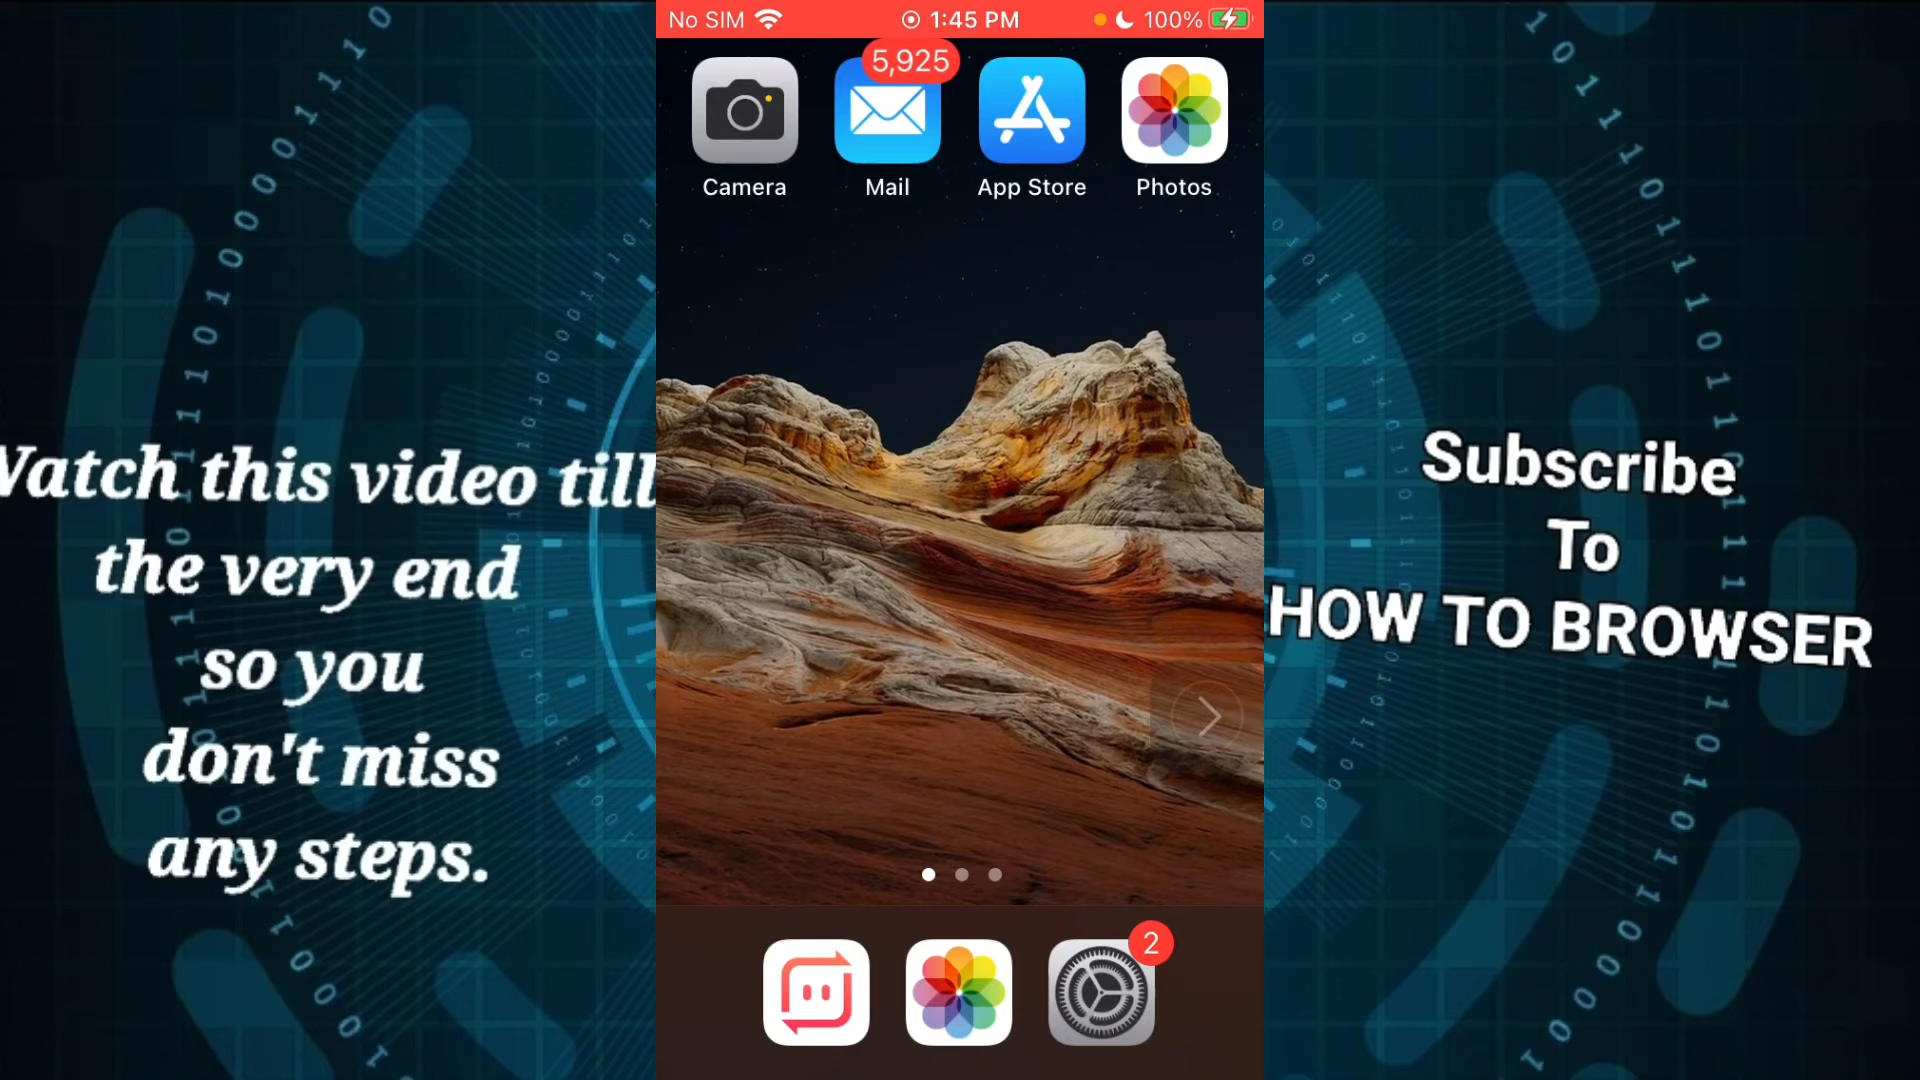 No SIM 1:45 PM 100%
5,925
Camera Mail App Store Photos
Watch this video till
the very end
so you
don't miss
any steps.
Subscribe
To
HOW TO BROWSER
2